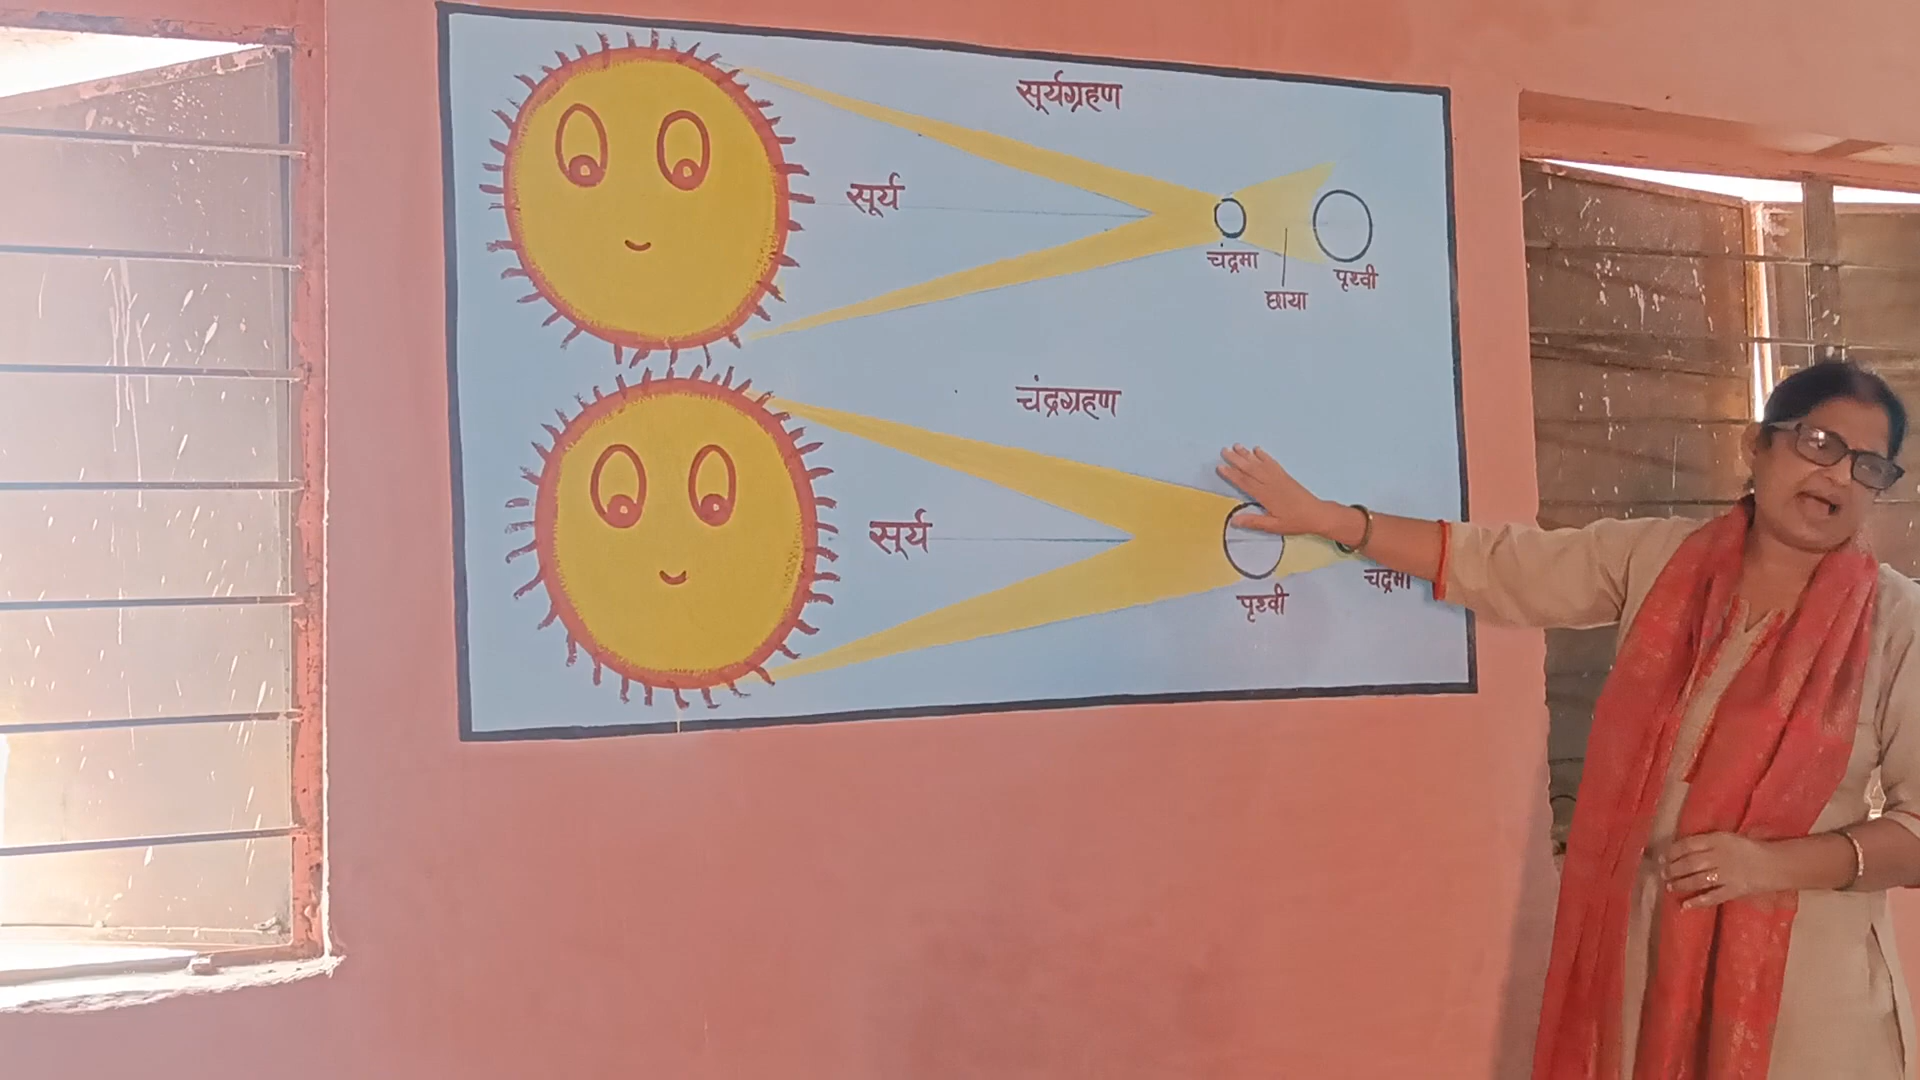 सूर्यग्रहण
सूर्य
चंद्रमा
पृथ्वी
छाया
चंद्रग्रहण
सूर्य
चंद्रमा
पृथ्वी